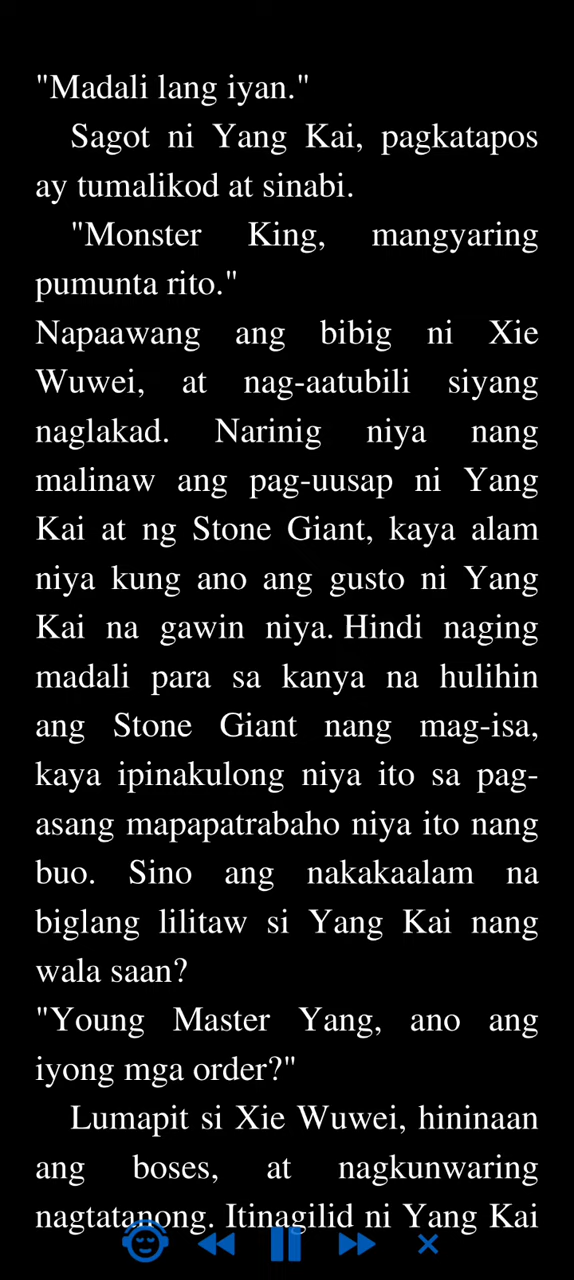 "Madali lang iyan."
Sagot ni Yang Kai, pagkatapos
ay tumalikod at sinabi.
"Monster King, mangyaring
pumunta rito."
Napaawang ang bibig ni Xie
Wuwei, at nag-aatubili siyang
naglakad. Narinig niya nang
malinaw ang pag-uusap ni Yang
Kai at ng Stone Giant, kaya alam
niya kung ano ang gusto ni Yang
Kai na gawin niya. Hindi naging
madali para sa kanya na hulihin
ang Stone Giant nang mag-isa,
kaya ipinakulong niya ito sa pag-
asang mapapatrabaho niya ito nang
buo. Sino ang nakakaalam na
biglang lilitaw si Yang Kai nang
wala saan?
"Young Master Yang, ano ang
iyong mga order?"
Lumapit si Xie Wuwei, hininaan
ang boses, at nagkunwaring
nagtatanong. Itinagilid ni Yang Kai